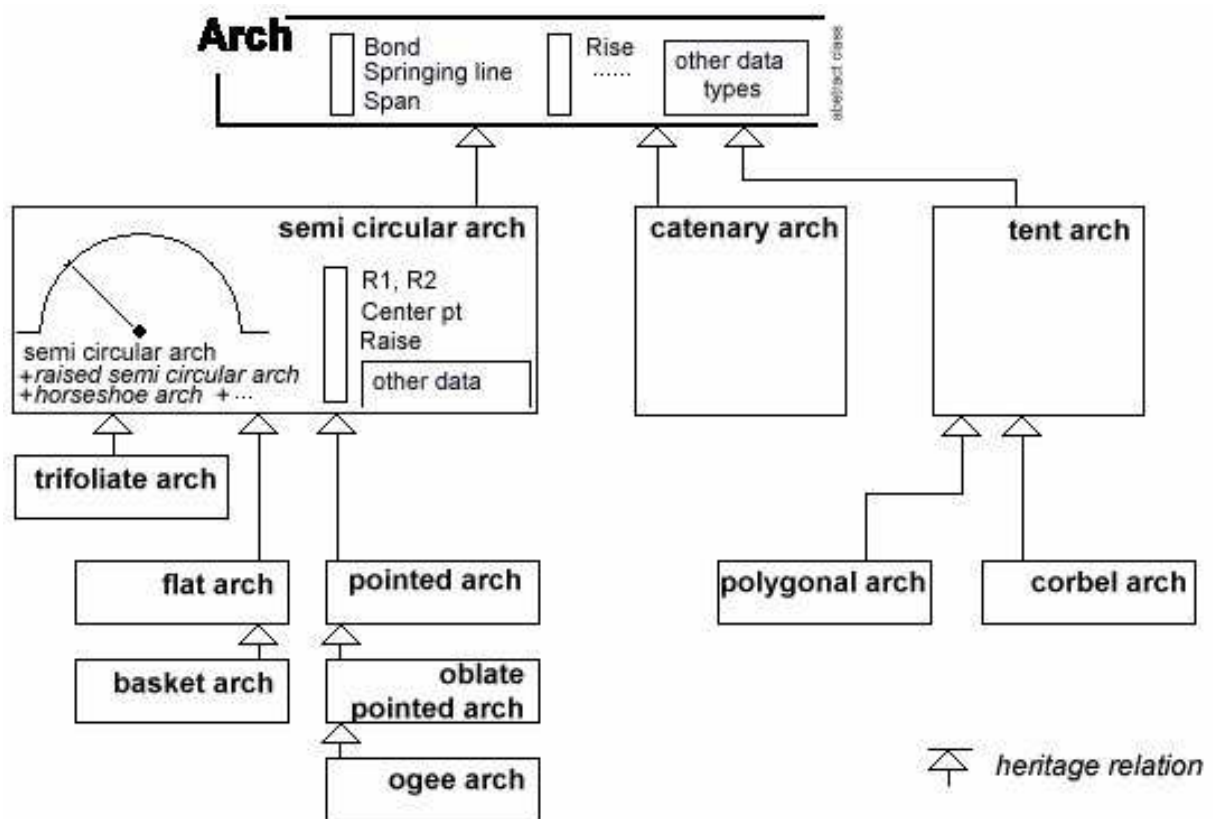 Arch
Bond
Springing line
Span
Rise
......
other data
types
abstract class
semi circular arch
R1, R2
Center pt
Raise
other data
semi circular arch
+raised semi circular arch
+horseshoe arch + ...
catenary arch
tent arch
trifoliate arch
flat arch
pointed arch
polygonal arch
corbel arch
basket arch
oblate
pointed arch
ogee arch
heritage relation